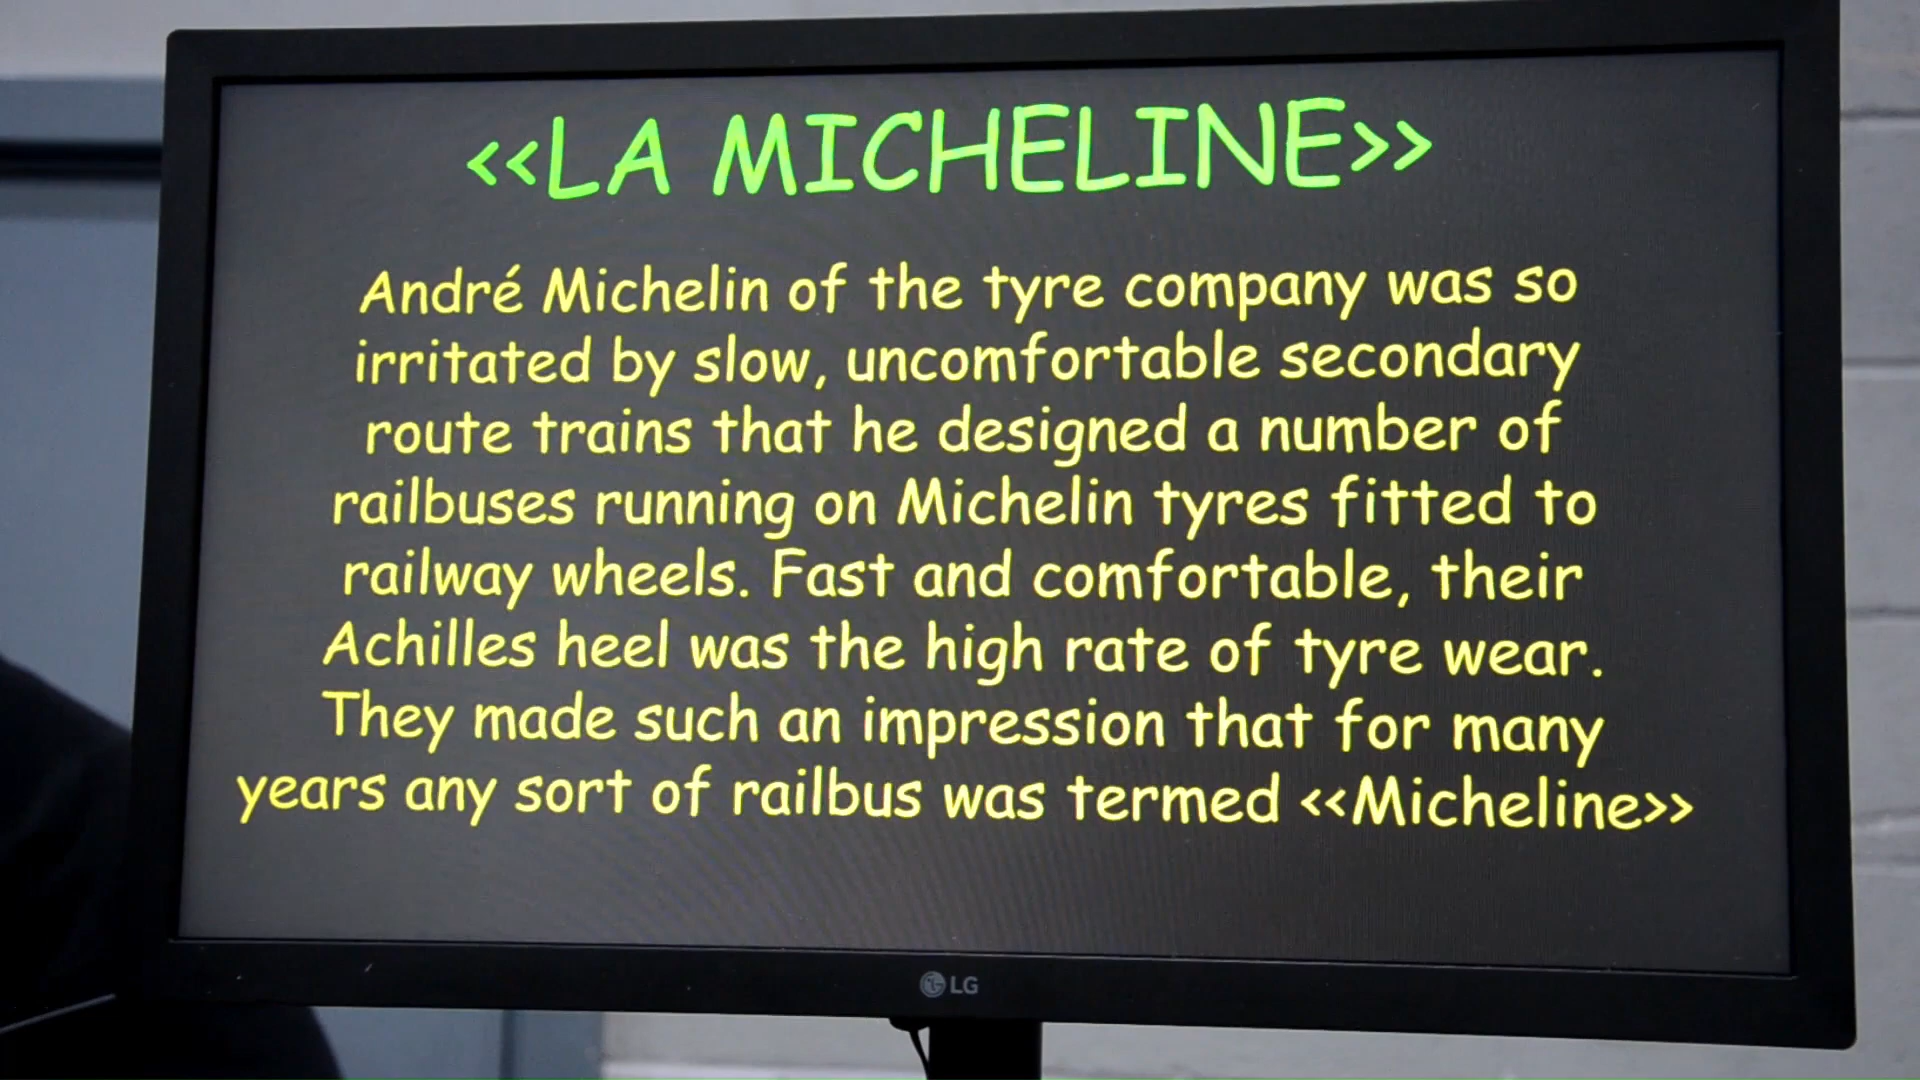 <<LA MICHELINE>>
André Michelin of the tyre company was so
irritated by slow, uncomfortable secondary
route trains that he designed a number of
railbuses running on Michelin tyres fitted to
railway wheels. Fast and comfortable, their
Achilles heel was the high rate of tyre wear.
They made such an impression that for many
years any sort of railbus was termed <<Micheline>>
LG